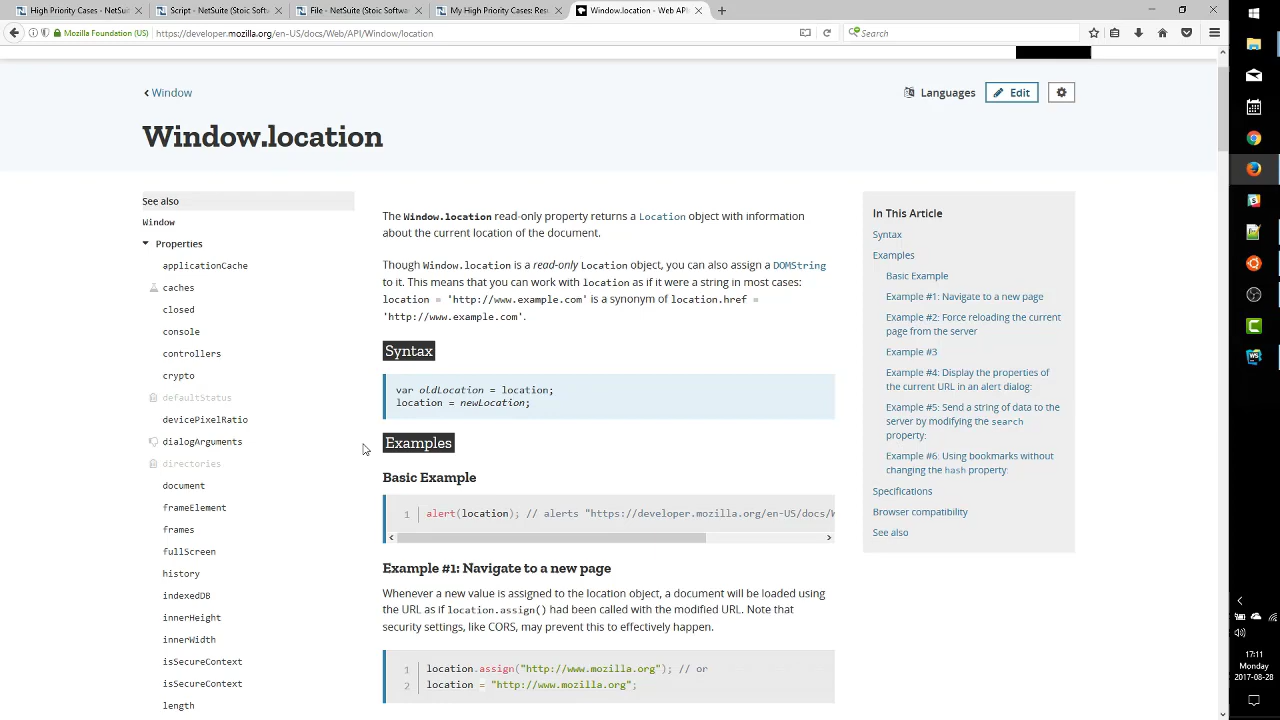 High Priority Cases - NetSui
Script - NetSuite (Stoic Softw
File - NetSuite (Stoic Softwa
My High Priority Cases: Resu
Window.location - Web API
Mozilla Foundation (US)
https://developer.mozilla.org/en-US/docs/Web/API/Window/location
Search
Window
Languages
Edit
Window.location
See also
Window
Properties
applicationCache
caches
closed
console
controllers
crypto
defaultStatus
devicePixelRatio
dialogArguments
directories
document
frameElement
frames
fullScreen
history
indexedDB
innerHeight
innerWidth
isSecureContext
isSecureContext
length
The Window.location read-only property returns a Location object with information
about the current location of the document.
Though Window.location is a read-only Location object, you can also assign a DOMString
to it. This means that you can work with location as if it were a string in most cases:
location = 'http://www.example.com' is a synonym of location.href =
'http://www.example.com'.
Syntax
var oldLocation = location;
location = newLocation;
Examples
Basic Example
1 alert(location); // alerts "https://developer.mozilla.org/en-US/docs/W
Example #1: Navigate to a new page
Whenever a new value is assigned to the location object, a document will be loaded using
the URL as if location.assign() had been called with the modified URL. Note that
security settings, like CORS, may prevent this to effectively happen.
1 location.assign("http://www.mozilla.org"); // or
2 location = "http://www.mozilla.org";
In This Article
Syntax
Examples
Basic Example
Example #1: Navigate to a new page
Example #2: Force reloading the current
page from the server
Example #3
Example #4: Display the properties of
the current URL in an alert dialog:
Example #5: Send a string of data to the
server by modifying the search
property:
Example #6: Using bookmarks without
changing the hash property:
Specifications
Browser compatibility
See also
17:11
Monday
2017-08-28